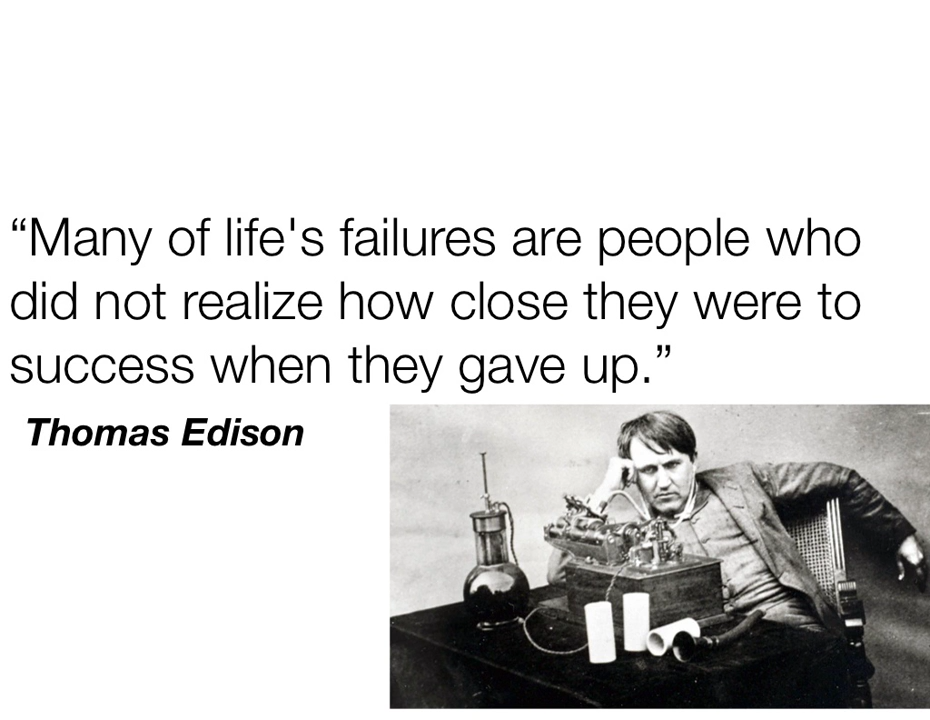 “Many of life's failures are people who
did not realize how close they were to
success when they gave up.”
Thomas Edison